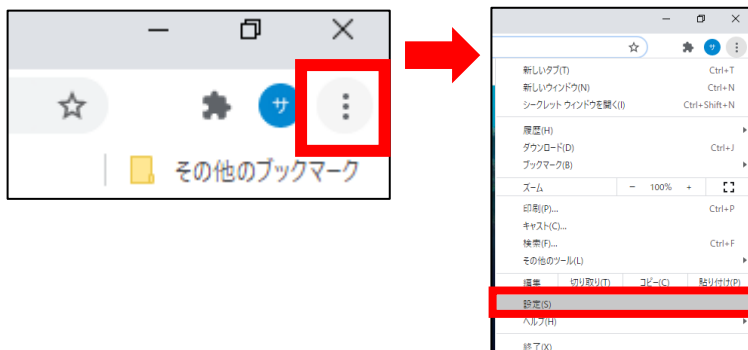 サ
その他のブックマーク
サ
新しいタブ(T) Ctrl+T
新しいウィンドウ(N) Ctrl+N
シークレット ウィンドウを開く(I) Ctrl+Shift+N
履歴(H)
ダウンロード(D) Ctrl+J
ブックマーク(B)
ズーム - 100% +
印刷(P)... Ctrl+P
キャスト(C)...
検索(F)... Ctrl+F
その他のツール(L)
編集 切り取り(T) コピー(C) 貼り付け(P)
設定(S)
ヘルプ(H)
終了(X)